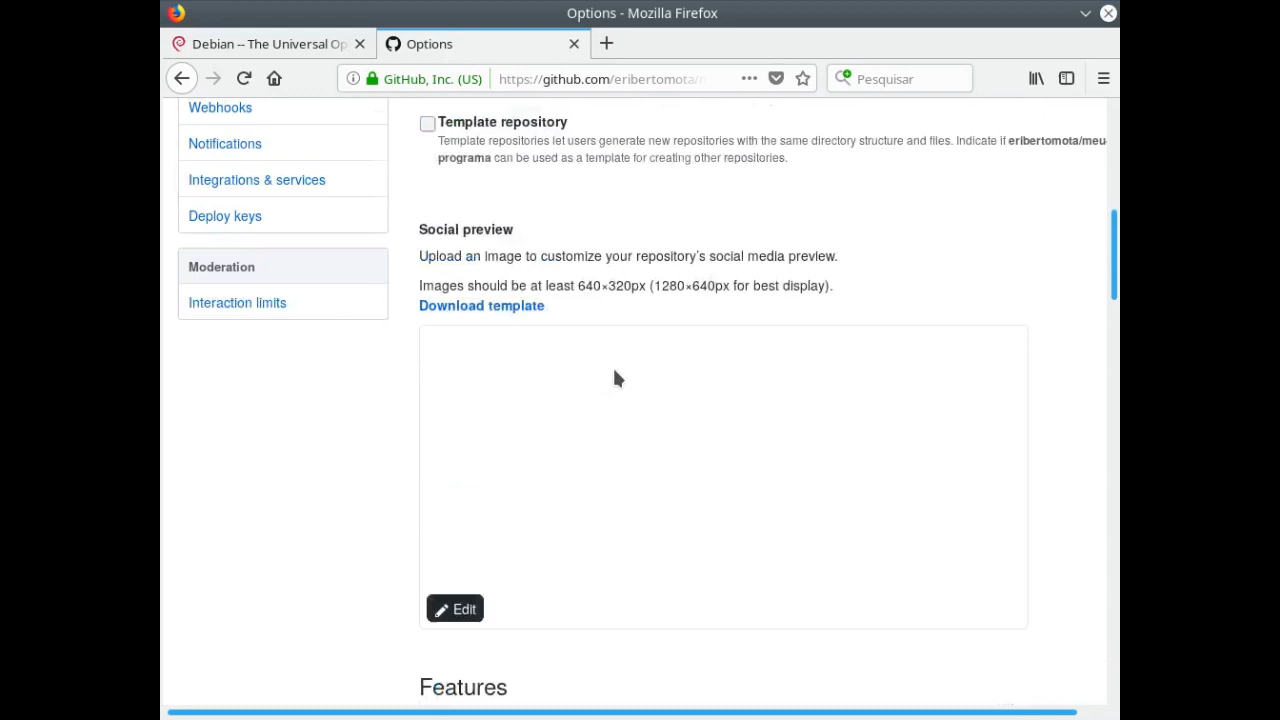 Options - Mozilla Firefox
Debian -- The Universal Op
Options
GitHub, Inc. (US)
https://github.com/eribertomota/
Pesquisar
Webhooks
Notifications
Integrations & services
Deploy keys
Moderation
Interaction limits
Template repository
Template repositories let users generate new repositories with the same directory structure and files. Indicate if eribertomota/meu-
programa can be used as a template for creating other repositories.
Social preview
Upload an image to customize your repository's social media preview.
Images should be at least 640×320px (1280×640px for best display).
Download template
Edit
Features